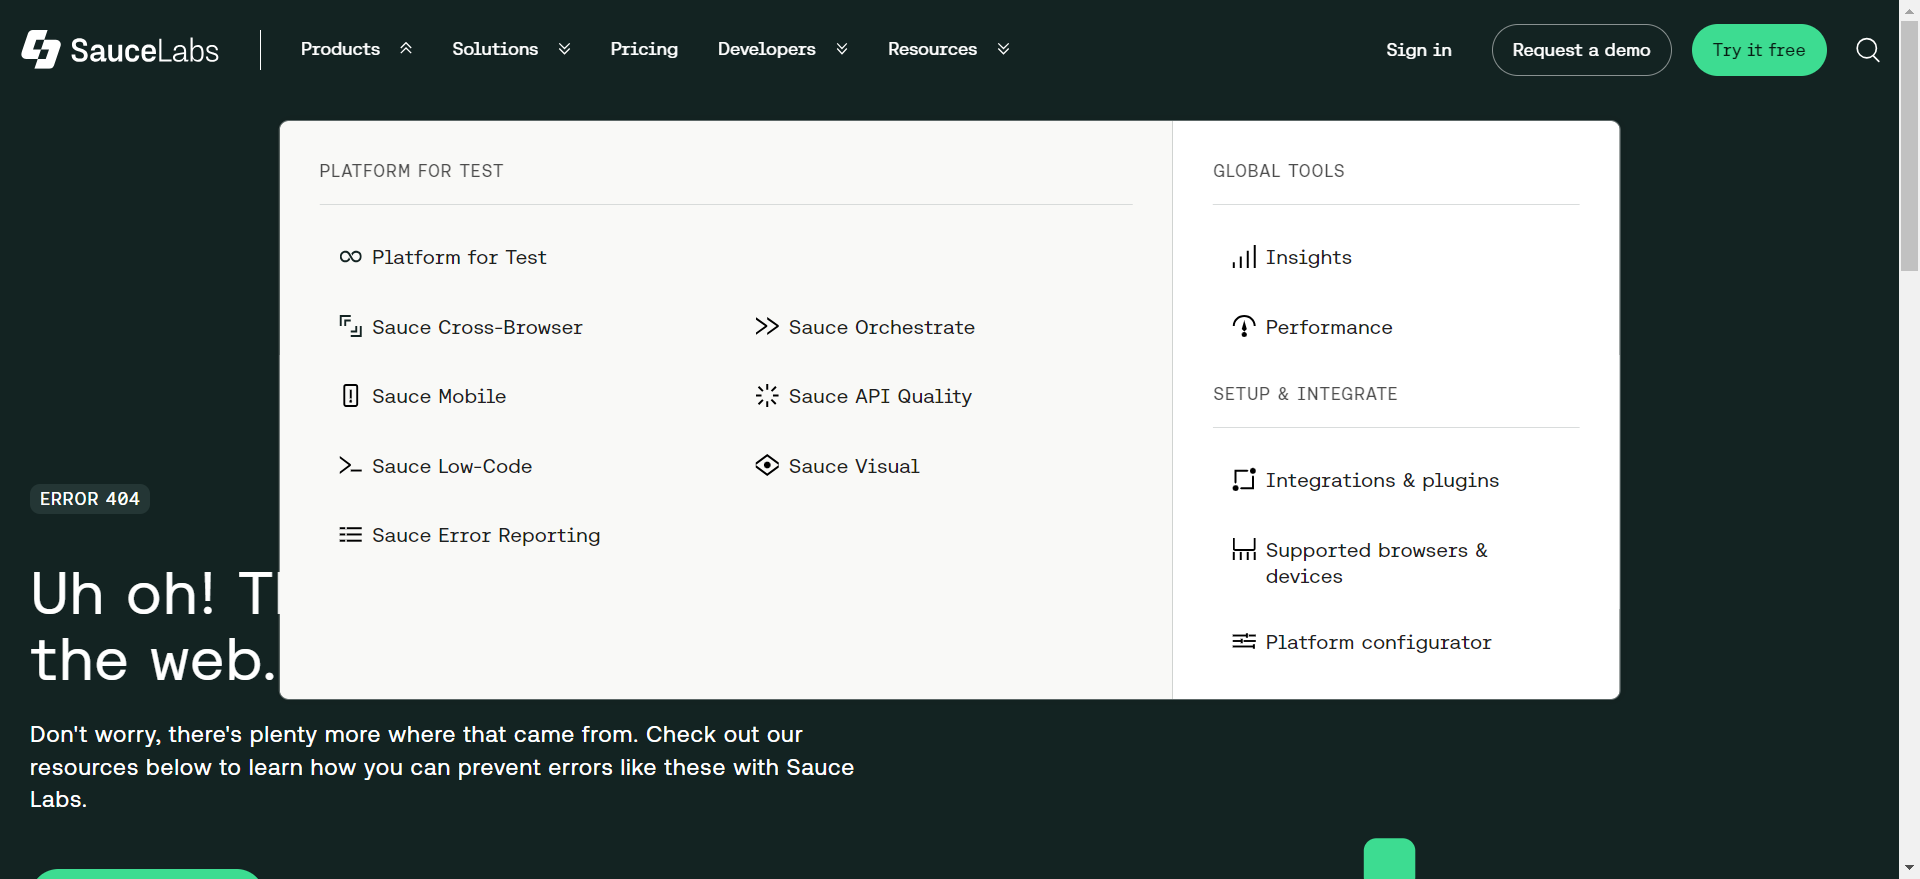 SauceLabs
Products
Solutions
Pricing
Developers
Resources
Sign in
Request a demo
Try it free
PLATFORM FOR TEST
Platform for Test
Sauce Cross-Browser
Sauce Orchestrate
Sauce Mobile
Sauce API Quality
Sauce Low-Code
Sauce Visual
Sauce Error Reporting
GLOBAL TOOLS
Insights
Performance
SETUP & INTEGRATE
Integrations & plugins
Supported browsers &
devices
Platform configurator
ERROR 404
Uh oh!
the web.
Don't worry, there's plenty more where that came from. Check out our
resources below to learn how you can prevent errors like these with Sauce
Labs.